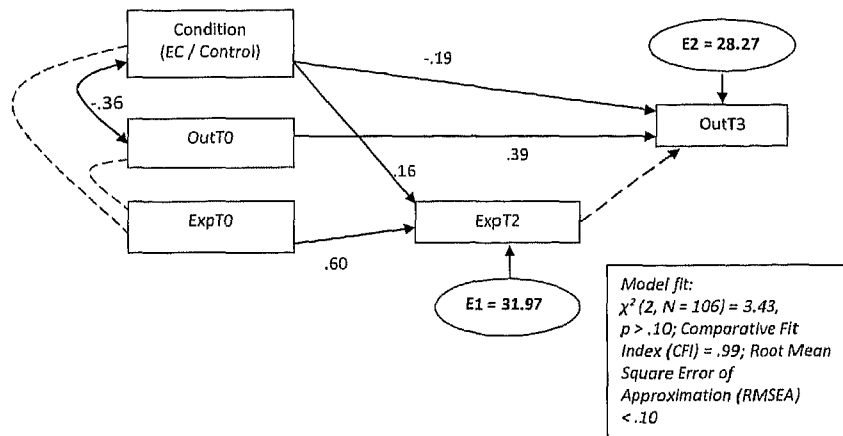 Condition
(EC / Control)
E2 = 28.27
-.19
-.36
OutT3
OutT0
.39
.16
ExpT0
ExpT2
.60
E1 = 31.97
Model fit:
χ² (2, N = 106) = 3.43,
p > .10; Comparative Fit
Index (CFI) = .99; Root Mean
Square Error of
Approximation (RMSEA)
< .10